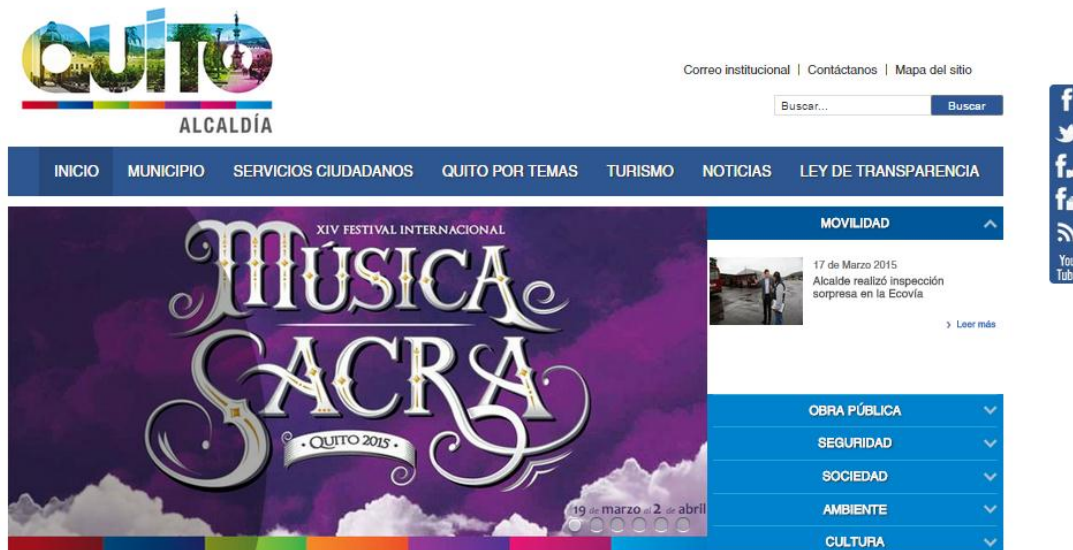 QUITO
ALCALDÍA
Correo institucional | Contáctanos | Mapa del sitio
Buscar... Buscar
INICIO MUNICIPIO SERVICIOS CIUDADANOS QUITO POR TEMAS TURISMO NOTICIAS LEY DE TRANSPARENCIA
XIV FESTIVAL INTERNACIONAL
MÚSICA
SACRA
· QUITO 2015 ·
19 de marzo al 2 de abril
MOVILIDAD
17 de Marzo 2015
Alcalde realizó inspección
sorpresa en la Ecovía
> Leer más
OBRA PÚBLICA
SEGURIDAD
SOCIEDAD
AMBIENTE
CULTURA
You